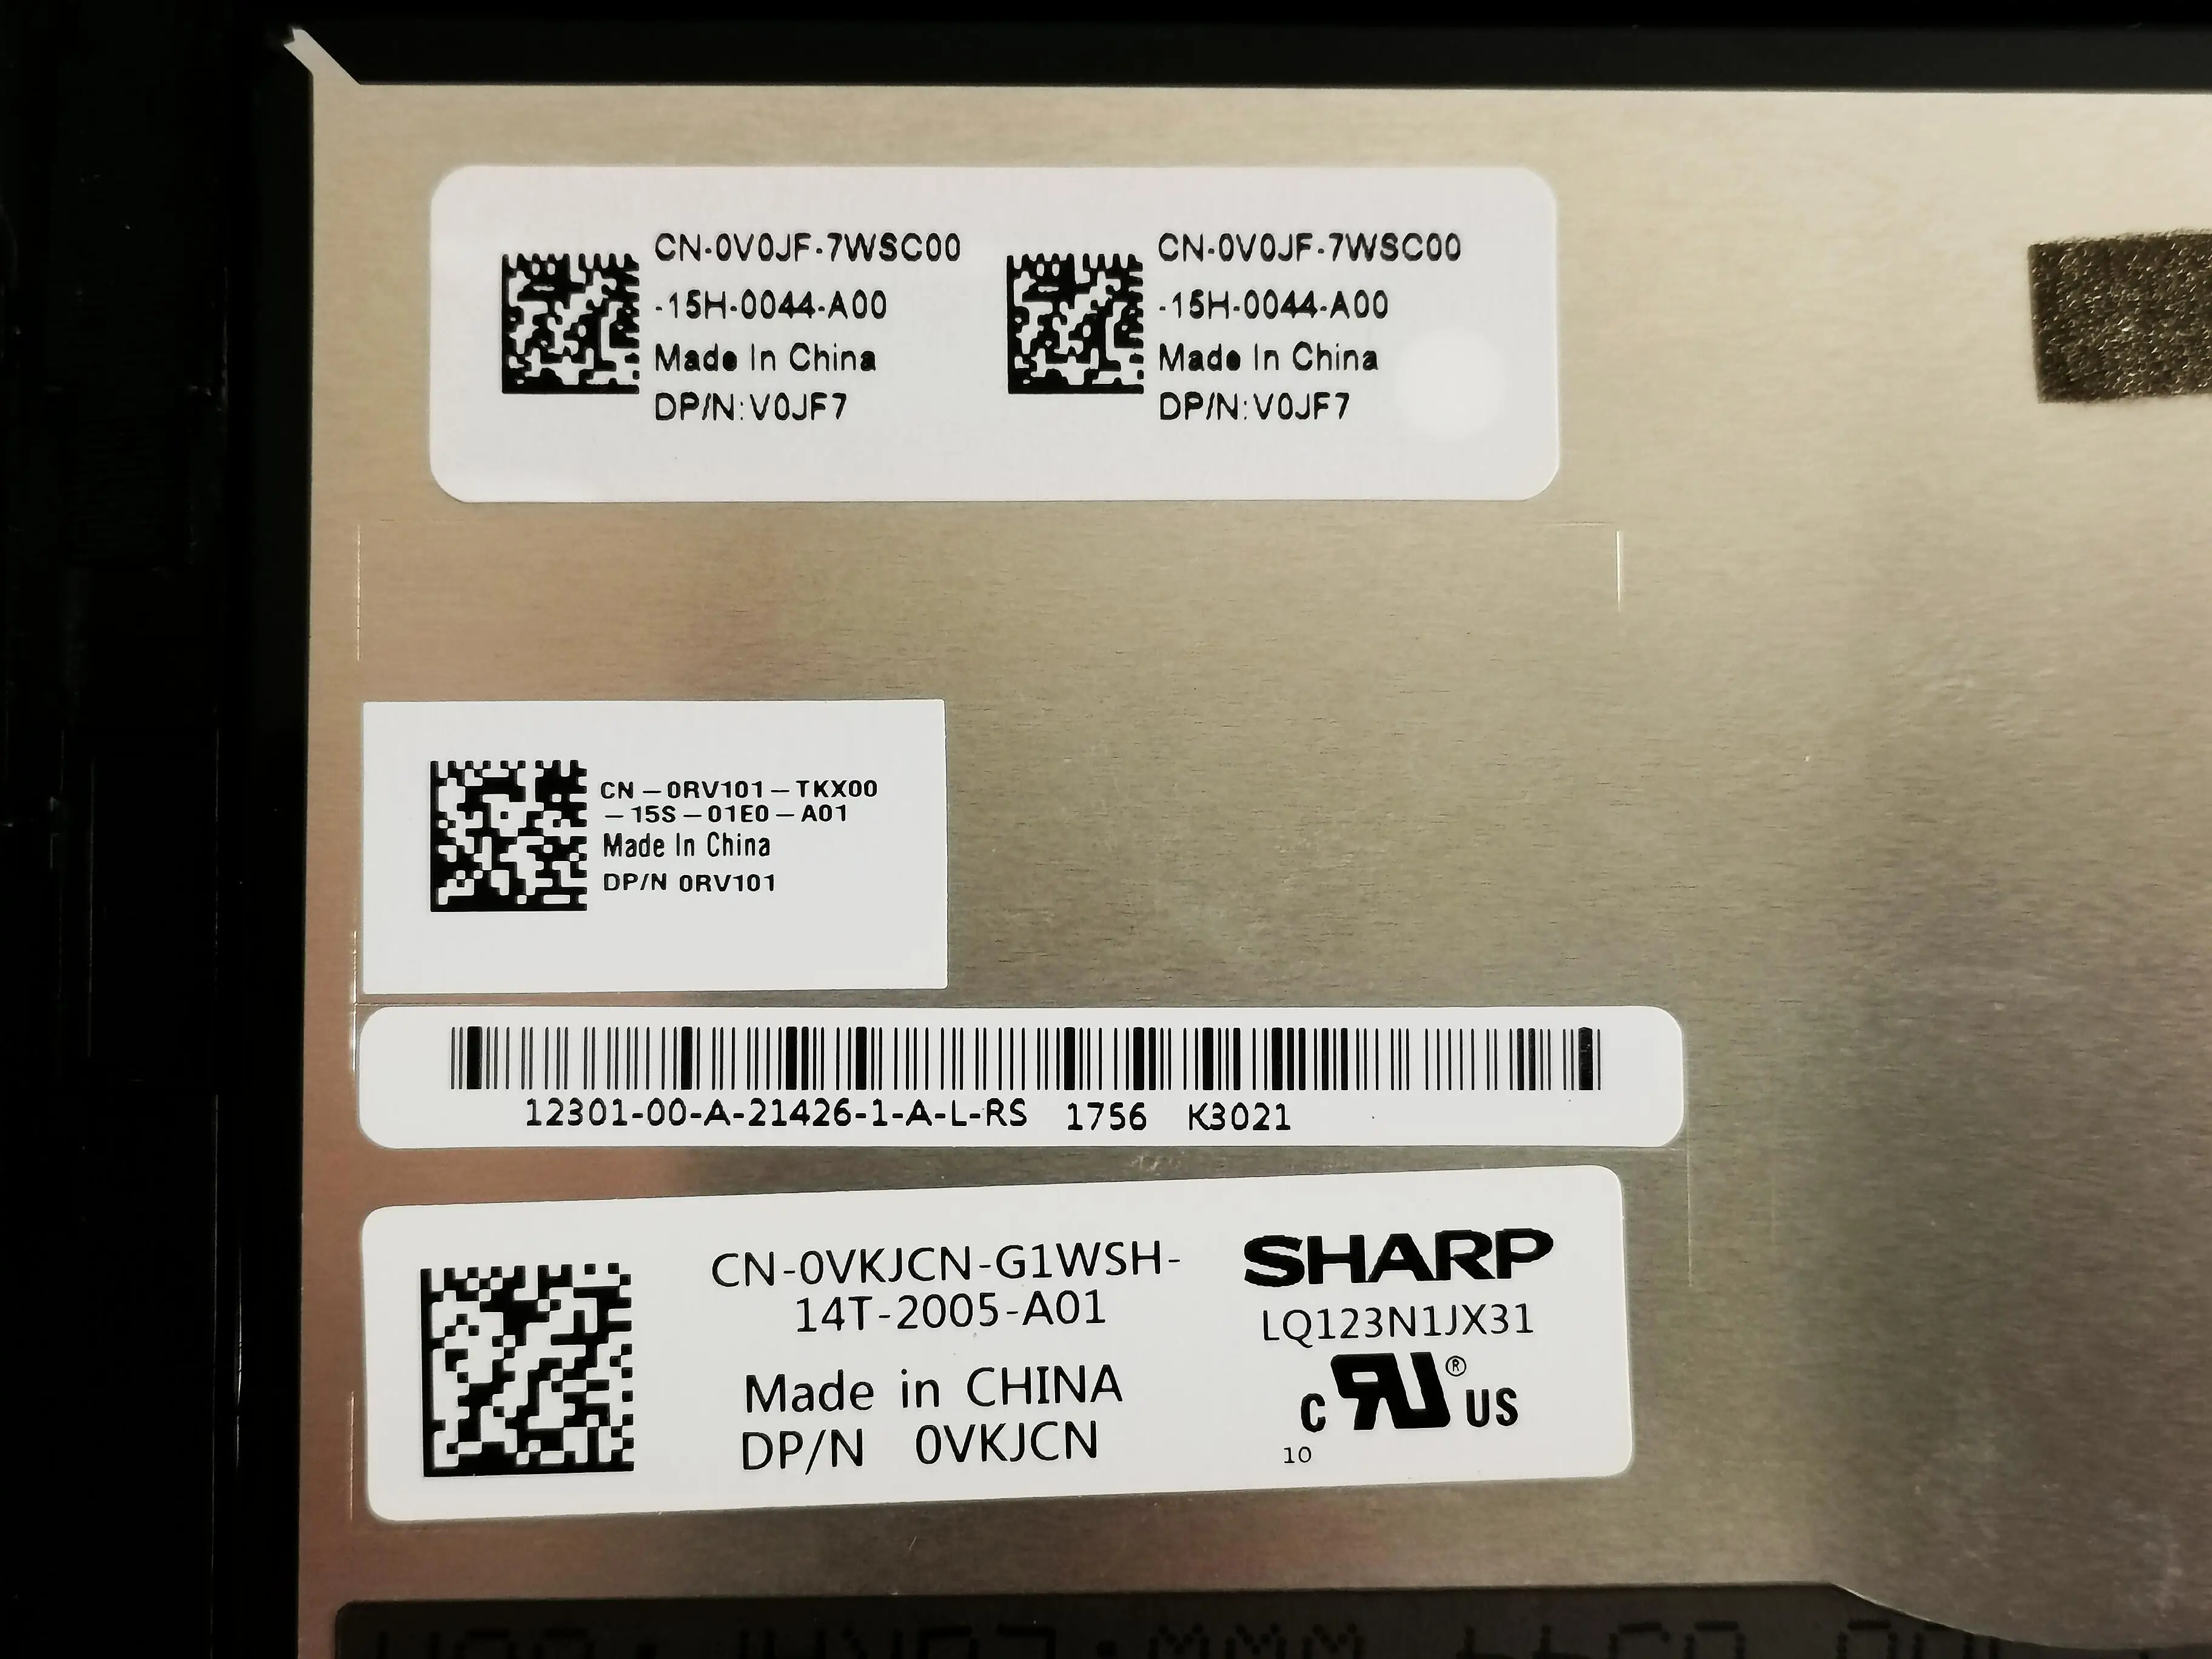 CN-0V0JF-7WSC00
-15H-0044-A00
Made In China
DP/N:V0JF7
CN-0V0JF-7WSC00
-15H-0044-A00
Made In China
DP/N:V0JF7
CN-0RV101-TKX00
-15S-01E0-A01
Made In China
DP/N 0RV101
12301-00-A-21426-1-A-L-RS 1756 K3021
CN-0VKJCN-G1WSH-
14T-2005-A01
Made in CHINA
DP/N 0VKJCN
SHARP
LQ123N1JX31
c RU ® US
10